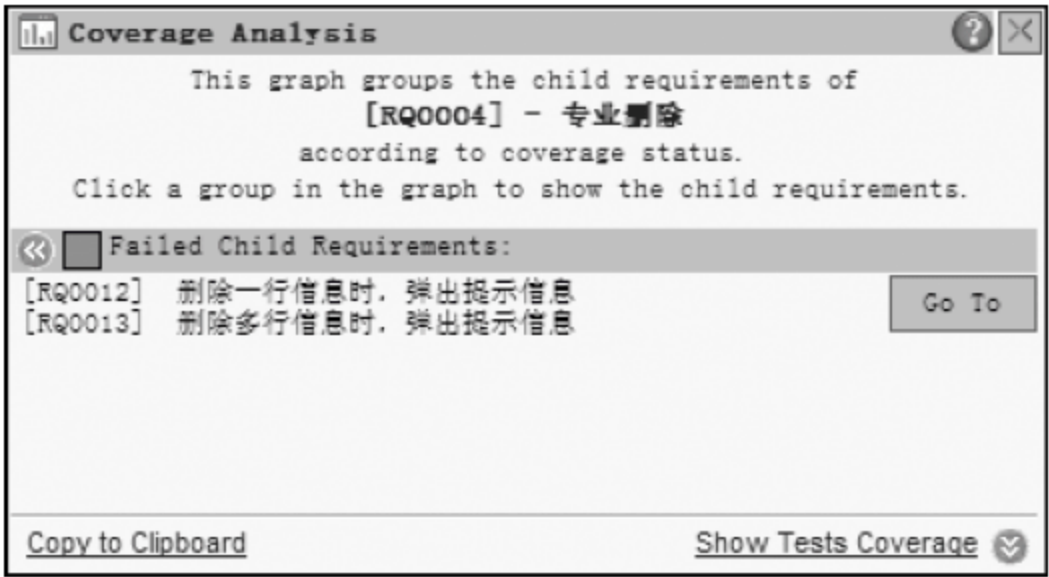 Coverage Analysis
This graph groups the child requirements of
[RQ0004] - 专业删除
according to coverage status.
Click a group in the graph to show the child requirements.
Failed Child Requirements:
[RQ0012] 删除一行信息时，弹出提示信息
[RQ0013] 删除多行信息时，弹出提示信息
Go To
Copy to Clipboard
Show Tests Coverage